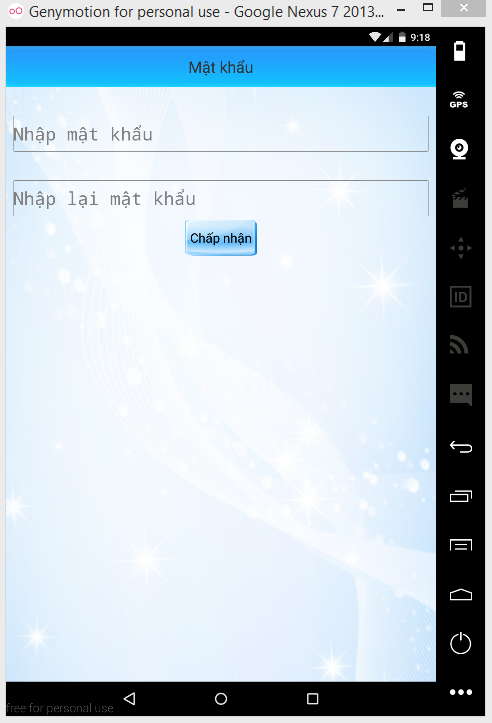 Genymotion for personal use - Google Nexus 7 2013...
9:18
Mật khẩu
GPS
Nhập mật khẩu
Nhập lại mật khẩu
Chấp nhận
ID
free for personal use